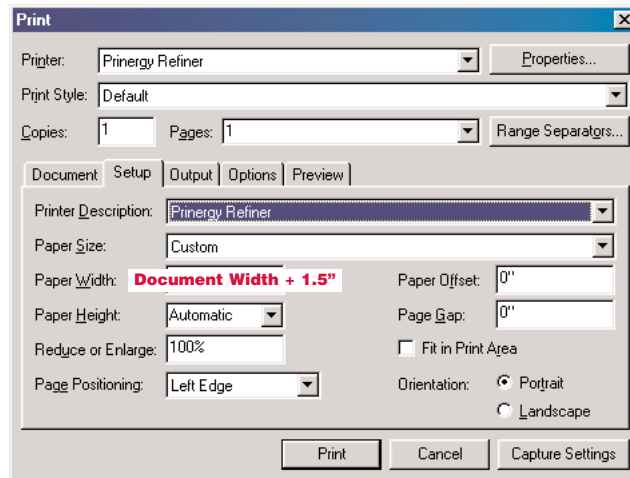 Print
Printer: Prinergy Refiner Properties...
Print Style: Default
Copies: 1 Pages: 1 Range Separators...
Document Setup Output Options Preview
Printer Description: Prinergy Refiner
Paper Size: Custom
Paper Width: Document Width + 1.5” Paper Offset: 0"
Paper Height: Automatic Page Gap: 0"
Reduce or Enlarge: 100% Fit in Print Area
Page Positioning: Left Edge Orientation: Portrait
Landscape
Print Cancel Capture Settings